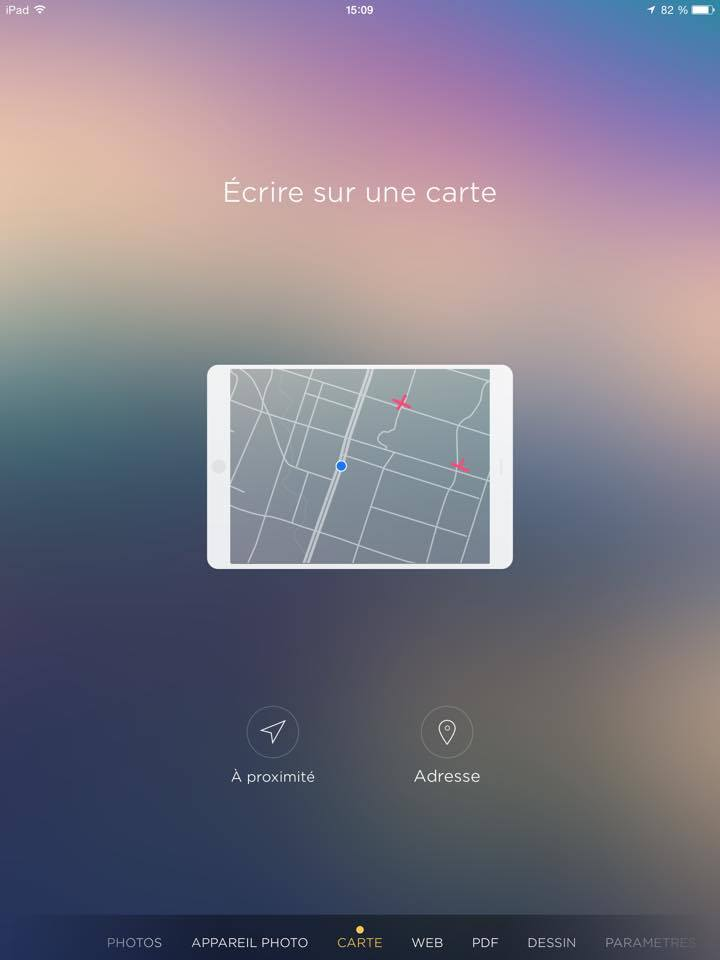 iPad 15:09 82 %
Écrire sur une carte
À proximité Adresse
PHOTOS APPAREIL PHOTO CARTE WEB PDF DESSIN PARAMETRES